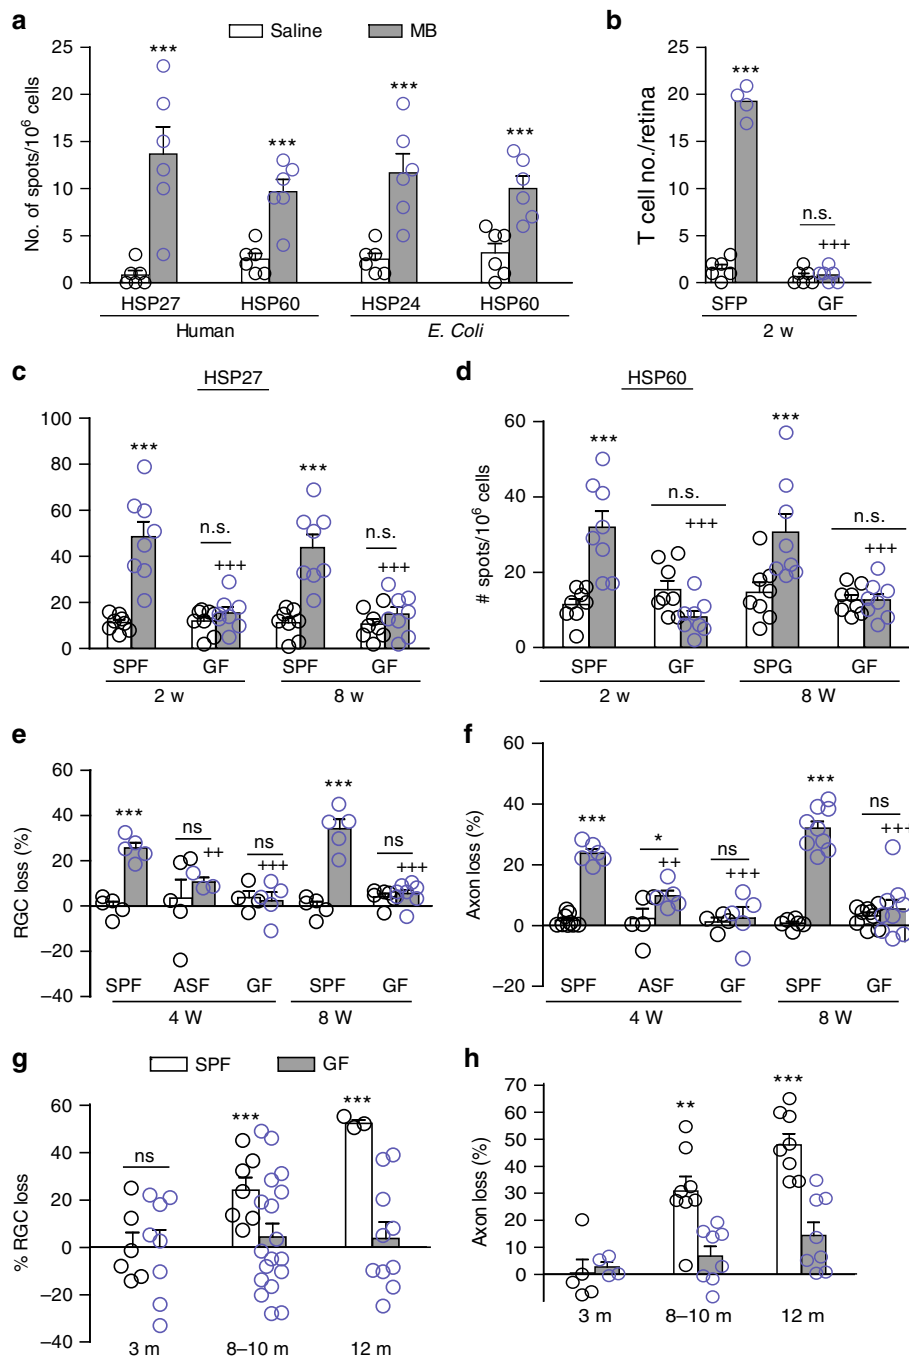 a
Saline MB
25
20
15
10
5
0
No. of spots/10⁶ cells
*** *** *** ***
HSP27 HSP60 HSP24 HSP60
Human E. Coli
b
25
20
15
10
5
0
T cell no./retina
***
n.s.
+++
SFP GF
2 w
c
HSP27
100
80
60
40
20
0
*** ***
n.s. n.s.
+++ +++
SPF GF SPF GF
2 w 8 w
d
HSP60
60
40
20
0
# spots/10⁶ cells
*** ***
n.s. n.s.
+++ +++
SPF GF SPG GF
2 w 8 W
e
60
40
20
0
−20
−40
RGC loss (%)
*** ns ns *** ns
++ +++ +++
SPF ASF GF SPF GF
4 W 8 W
f
60
40
20
0
−20
Axon loss (%)
*** * ns *** ns
++ +++ +++
SPF ASF GF SPF GF
4 W 8 W
g
SPF GF
60
40
20
0
−20
−40
% RGC loss
ns *** ***
3 m 8–10 m 12 m
h
70
60
50
40
30
20
10
0
Axon loss (%)
** ***
3 m 8–10 m 12 m